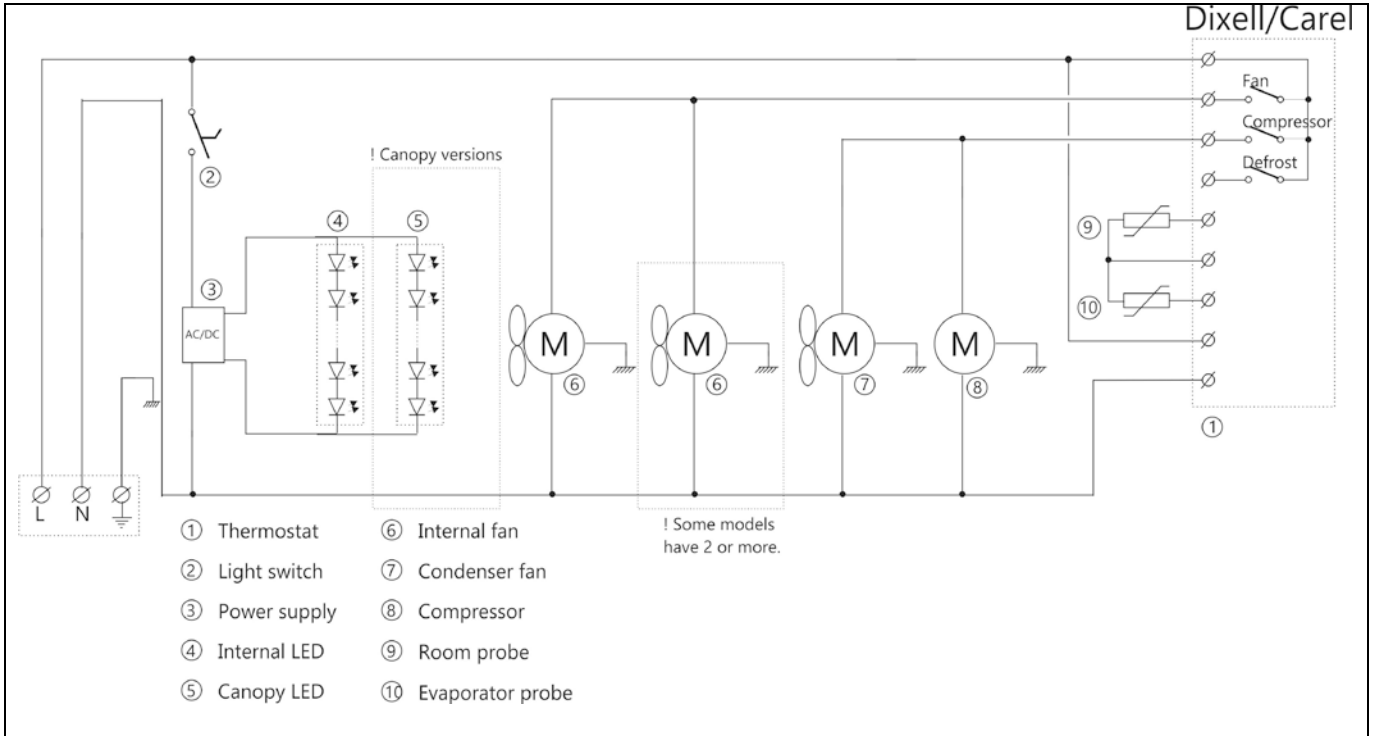 Dixell/Carel
Fan
Compressor
Defrost
! Canopy versions
②
④
⑤
③
AC/DC
⑨
⑩
M
⑥
M
⑥
M
⑦
M
⑧
①
L
N
! Some models
have 2 or more.
① Thermostat
② Light switch
③ Power supply
④ Internal LED
⑤ Canopy LED
⑥ Internal fan
⑦ Condenser fan
⑧ Compressor
⑨ Room probe
⑩ Evaporator probe